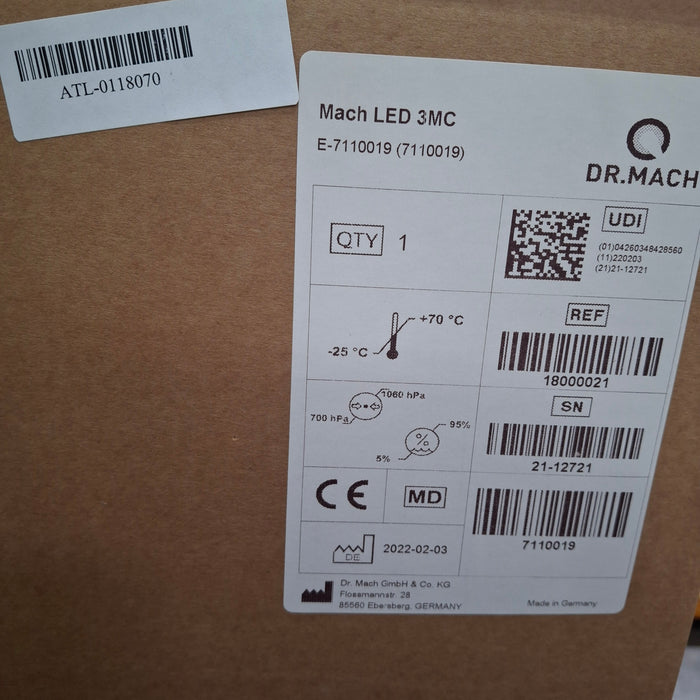 ATL-0118070
Mach LED 3MC
E-7110019 (7110019)
DR.MACH
QTY 1
UDI
(01)04260348428560
(11)220203
(21)21-12721
+70 °C
-25 °C
REF
18000021
1060 hPa
700 hPa
95%
%
5%
SN
21-12721
CE
MD
7110019
DE
2022-02-03
Dr. Mach GmbH & Co. KG
Flossmannstr. 28
85560 Ebersberg, GERMANY
Made in Germany